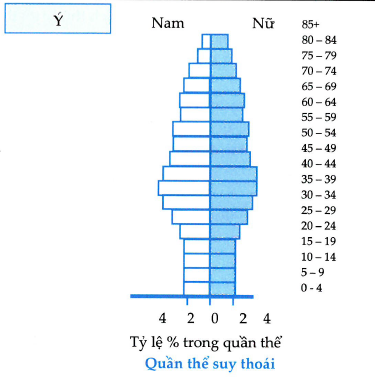 Ý
Nam Nữ
85+
80 – 84
75 – 79
70 – 74
65 – 69
60 – 64
55 – 59
50 – 54
45 – 49
40 – 44
35 – 39
30 – 34
25 – 29
20 – 24
15 – 19
10 – 14
5 – 9
0 - 4
4 2 0 2 4
Tỷ lệ % trong quần thể
Quần thể suy thoái